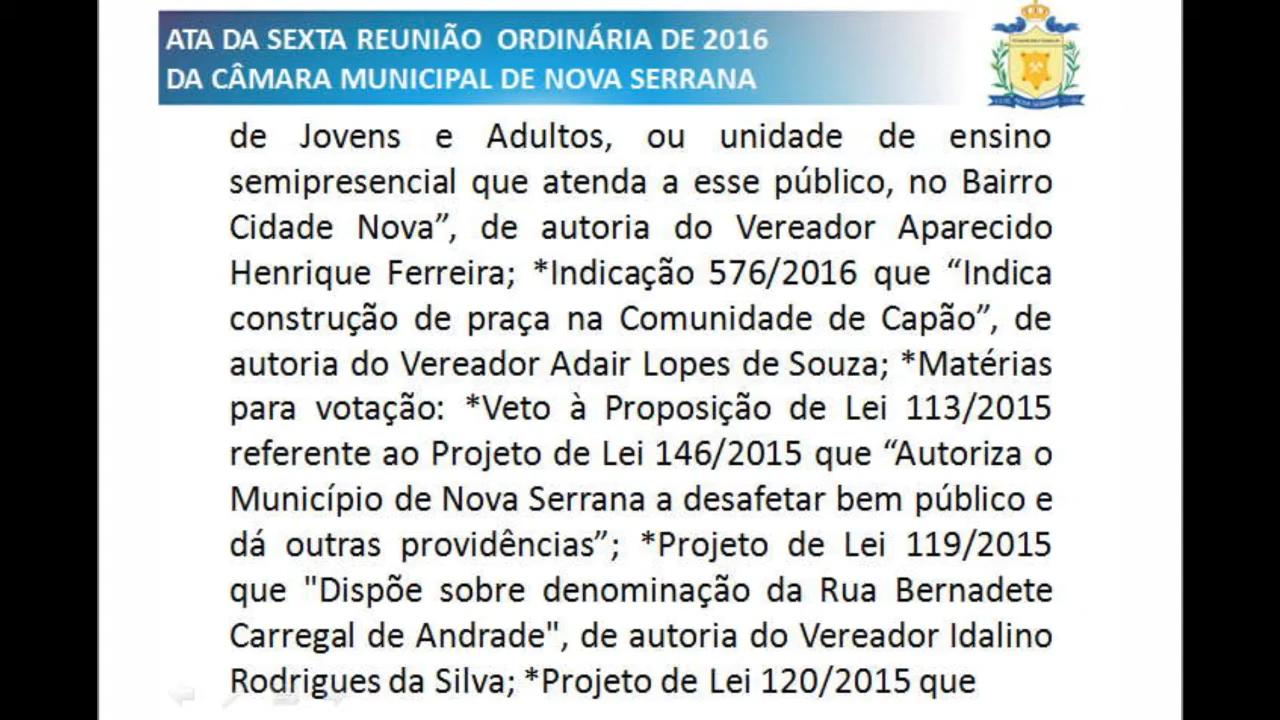 ATA DA SEXTA REUNIÃO ORDINÁRIA DE 2016
DA CÂMARA MUNICIPAL DE NOVA SERRANA
de Jovens e Adultos, ou unidade de ensino
semipresencial que atenda a esse público, no Bairro
Cidade Nova”, de autoria do Vereador Aparecido
Henrique Ferreira; *Indicação 576/2016 que “Indica
construção de praça na Comunidade de Capão”, de
autoria do Vereador Adair Lopes de Souza; *Matérias
para votação: *Veto à Proposição de Lei 113/2015
referente ao Projeto de Lei 146/2015 que “Autoriza o
Município de Nova Serrana a desafetar bem público e
dá outras providências”; *Projeto de Lei 119/2015
que "Dispõe sobre denominação da Rua Bernadete
Carregal de Andrade", de autoria do Vereador Idalino
Rodrigues da Silva; *Projeto de Lei 120/2015 que